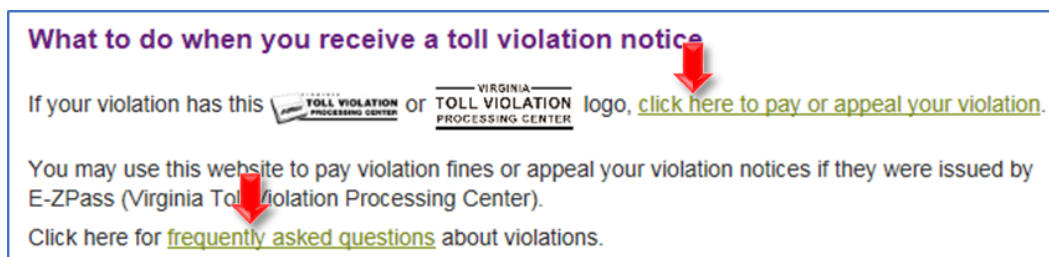 What to do when you receive a toll violation notice
If your violation has this VIRGINIA TOLL VIOLATION PROCESSING CENTER or VIRGINIA TOLL VIOLATION PROCESSING CENTER logo, click here to pay or appeal your violation.
You may use this website to pay violation fines or appeal your violation notices if they were issued by
E-ZPass (Virginia Toll Violation Processing Center).
Click here for frequently asked questions about violations.